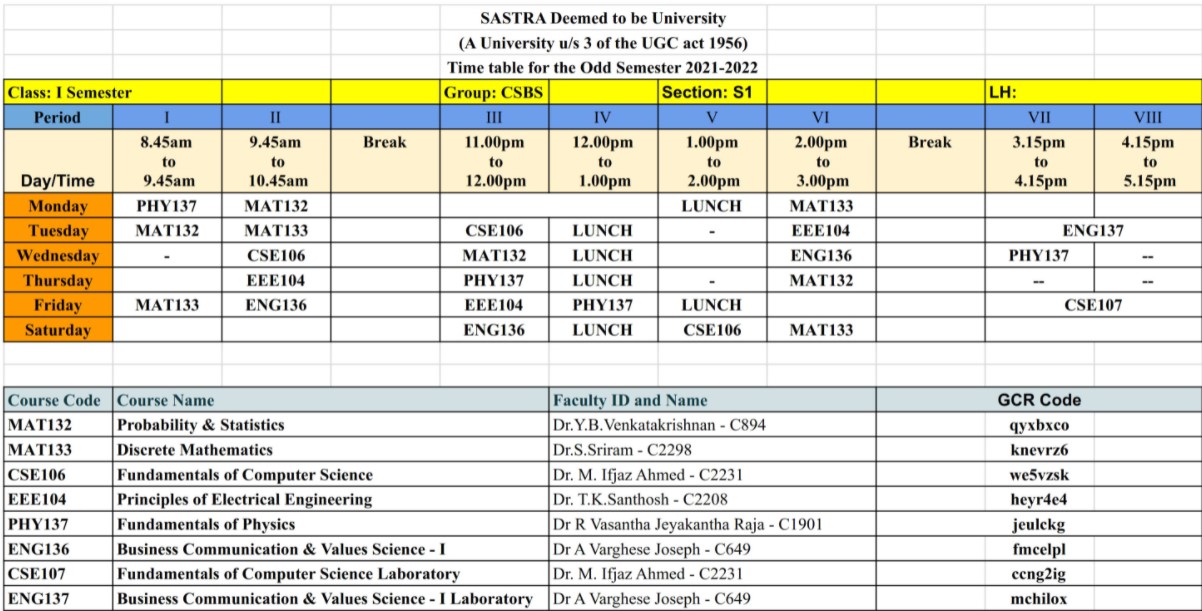 SASTRA Deemed to be University
(A University u/s 3 of the UGC act 1956)
Time table for the Odd Semester 2021-2022
Class: I Semester Group: CSBS Section: S1 LH:
Period I II III IV V VI VII VIII
Day/Time 8.45am to 9.45am 9.45am to 10.45am Break 11.00pm to 12.00pm 12.00pm to 1.00pm 1.00pm to 2.00pm 2.00pm to 3.00pm Break 3.15pm to 4.15pm 4.15pm to 5.15pm
Monday PHY137 MAT132 LUNCH MAT133
Tuesday MAT132 MAT133 CSE106 LUNCH - EEE104 ENG137
Wednesday - CSE106 MAT132 LUNCH ENG136 PHY137 --
Thursday EEE104 PHY137 LUNCH - MAT132 -- --
Friday MAT133 ENG136 EEE104 PHY137 LUNCH CSE107
Saturday ENG136 LUNCH CSE106 MAT133
Course Code Course Name Faculty ID and Name GCR Code
MAT132 Probability & Statistics Dr.Y.B.Venkatakrishnan - C894 qyxbxco
MAT133 Discrete Mathematics Dr.S.Sriram - C2298 knevrz6
CSE106 Fundamentals of Computer Science Dr. M. Ifjaz Ahmed - C2231 we5vzsk
EEE104 Principles of Electrical Engineering Dr. T.K.Santhosh - C2208 heyr4e4
PHY137 Fundamentals of Physics Dr R Vasantha Jeyakantha Raja - C1901 jeulckg
ENG136 Business Communication & Values Science - I Dr A Varghese Joseph - C649 fmcelpl
CSE107 Fundamentals of Computer Science Laboratory Dr. M. Ifjaz Ahmed - C2231 ccng2ig
ENG137 Business Communication & Values Science - I Laboratory Dr A Varghese Joseph - C649 mchilox